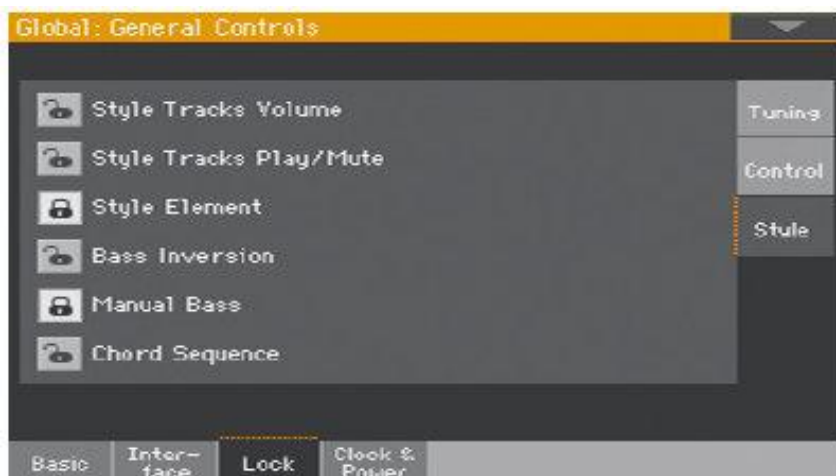 Global: General Controls
Style Tracks Volume
Tuning
Style Tracks Play/Mute
Control
Style Element
Style
Bass Inversion
Manual Bass
Chord Sequence
Basic
Inter-
face
Lock
Clock &
Power